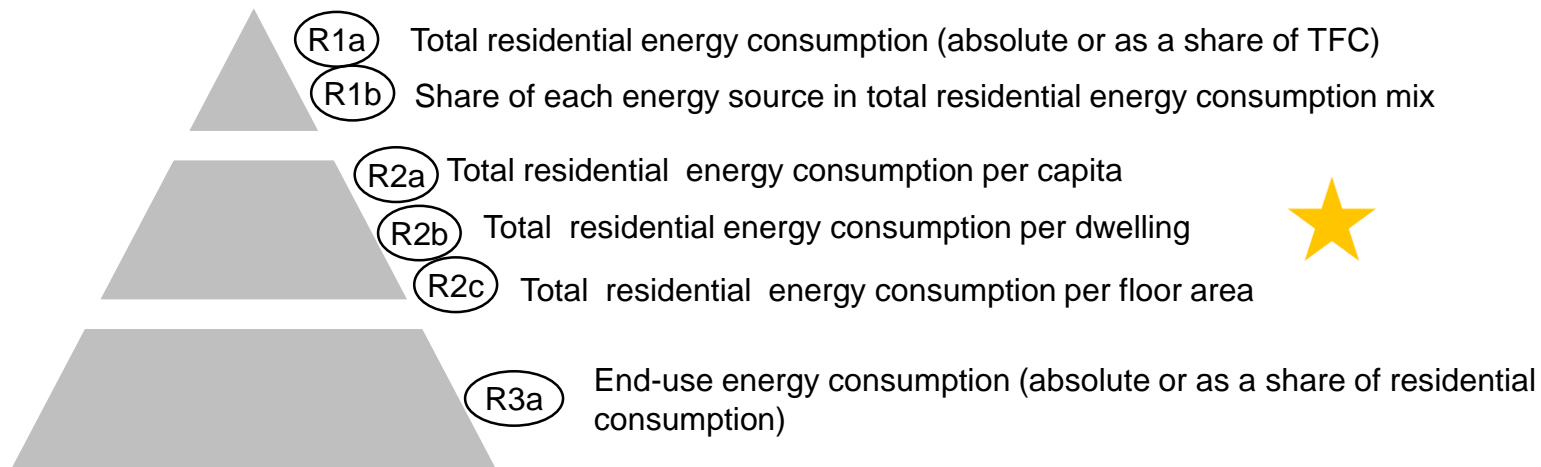 R1a Total residential energy consumption (absolute or as a share of TFC)
R1b Share of each energy source in total residential energy consumption mix
R2a Total residential energy consumption per capita
R2b Total residential energy consumption per dwelling
R2c Total residential energy consumption per floor area
R3a End-use energy consumption (absolute or as a share of residential
consumption)